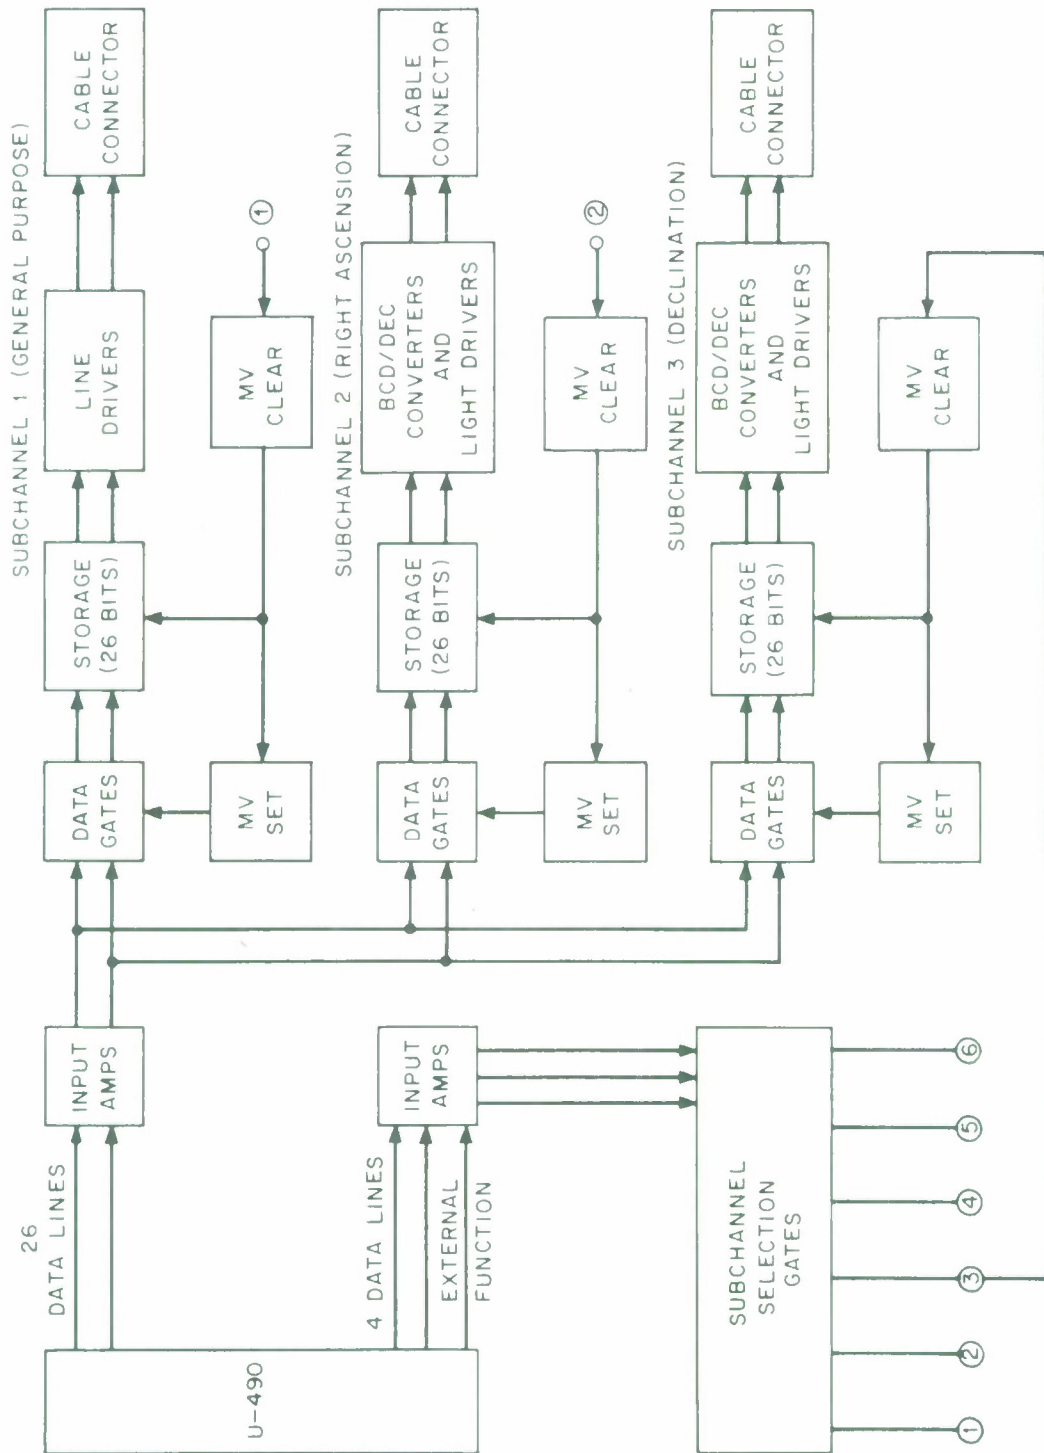 SUBCHANNEL 1 (GENERAL PURPOSE)
26
DATA LINES
U-490
INPUT
AMPS
DATA
GATES
STORAGE
(26 BITS)
LINE
DRIVERS
CABLE
CONNECTOR
MV
SET
MV
CLEAR
1
SUBCHANNEL 2 (RIGHT ASCENSION)
4 DATA LINES
EXTERNAL
FUNCTION
INPUT
AMPS
DATA
GATES
STORAGE
(26 BITS)
BCD/DEC
CONVERTERS
AND
LIGHT DRIVERS
CABLE
CONNECTOR
MV
SET
MV
CLEAR
2
SUBCHANNEL 3 (DECLINATION)
SUBCHANNEL
SELECTION
GATES
DATA
GATES
STORAGE
(26 BITS)
BCD/DEC
CONVERTERS
AND
LIGHT DRIVERS
CABLE
CONNECTOR
MV
SET
MV
CLEAR
1
2
3
4
5
6